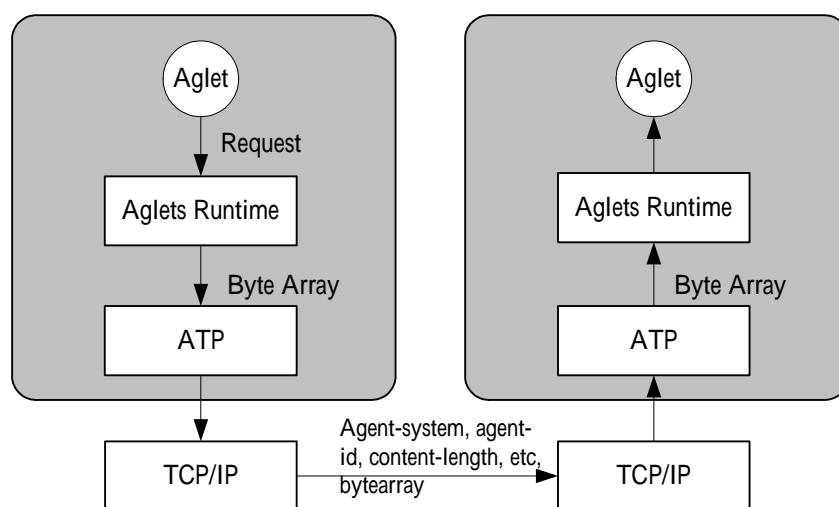 Aglet
Request
Aglets Runtime
Byte Array
ATP
TCP/IP
Agent-system, agent-
id, content-length, etc,
bytearray
Aglet
Aglets Runtime
Byte Array
ATP
TCP/IP